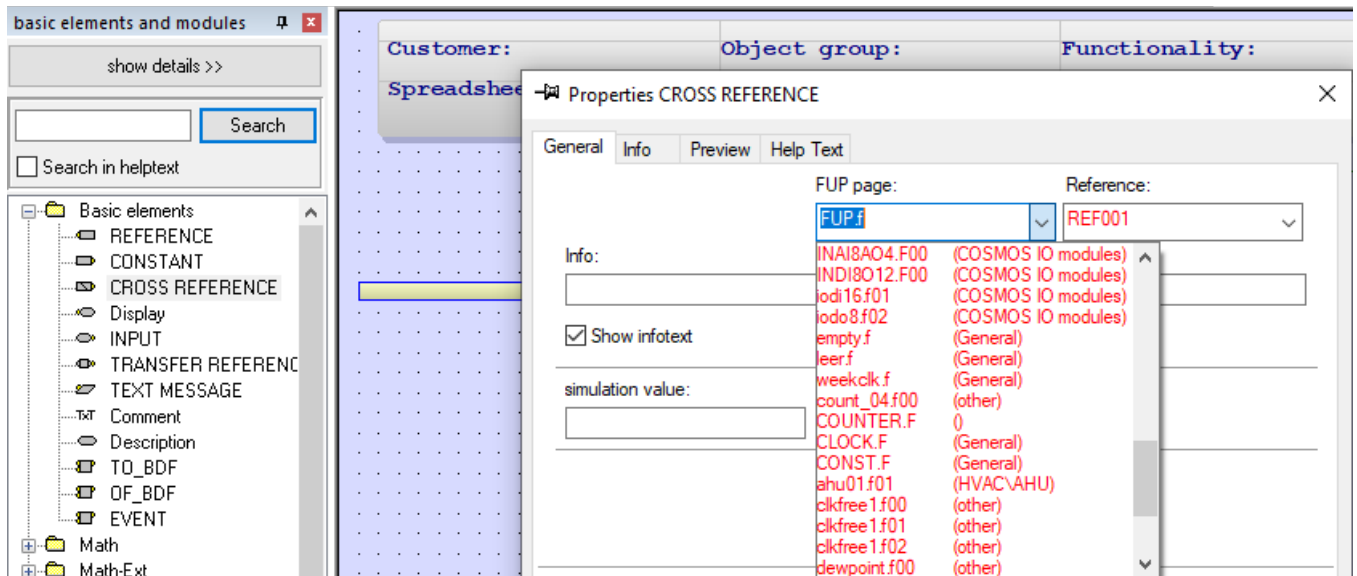 basic elements and modules
show details >>
Search
Search in helptext
Basic elements
REFERENCE
CONSTANT
CROSS REFERENCE
Display
INPUT
TRANSFER REFERENC
TEXT MESSAGE
TXT Comment
Description
TO_BDF
OF_BDF
EVENT
Math
Math-Ext
Customer: Object group: Functionality:
Spreadshee
Properties CROSS REFERENCE
General Info Preview Help Text
FUP page: Reference:
FUP.f REF001
Info:
Show infotext
simulation value:
INAI8AO4.F00 (COSMOS IO modules)
INDI8O12.F00 (COSMOS IO modules)
iodi16.f01 (COSMOS IO modules)
iodo8.f02 (COSMOS IO modules)
empty.f (General)
leer.f (General)
weekclk.f (General)
count_04.f00 (other)
COUNTER.F ()
CLOCK.F (General)
CONST.F (General)
ahu01.f01 (HVAC\AHU)
clkfree1.f00 (other)
clkfree1.f01 (other)
clkfree1.f02 (other)
dewpoint.f00 (other)